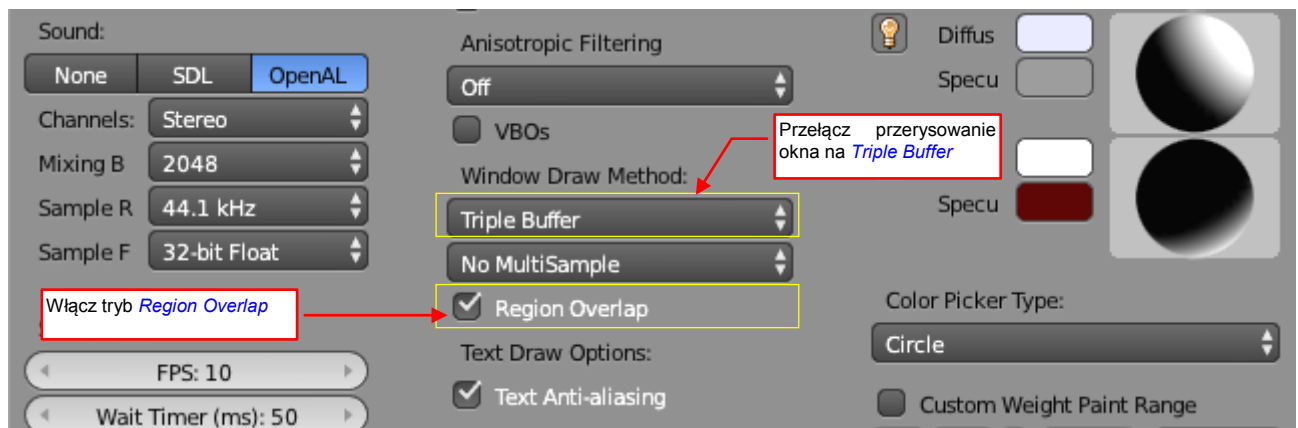 Sound:
None SDL OpenAL
Channels: Stereo
Mixing B 2048
Sample R 44.1 kHz
Sample F 32-bit Float
Włącz tryb Region Overlap
FPS: 10
Wait Timer (ms): 50
Anisotropic Filtering
Off
VBOs
Window Draw Method:
Triple Buffer
No MultiSample
Region Overlap
Text Draw Options:
Text Anti-aliasing
Przełącz przerysowanie
okna na Triple Buffer
Diffus
Specu
Specu
Color Picker Type:
Circle
Custom Weight Paint Range